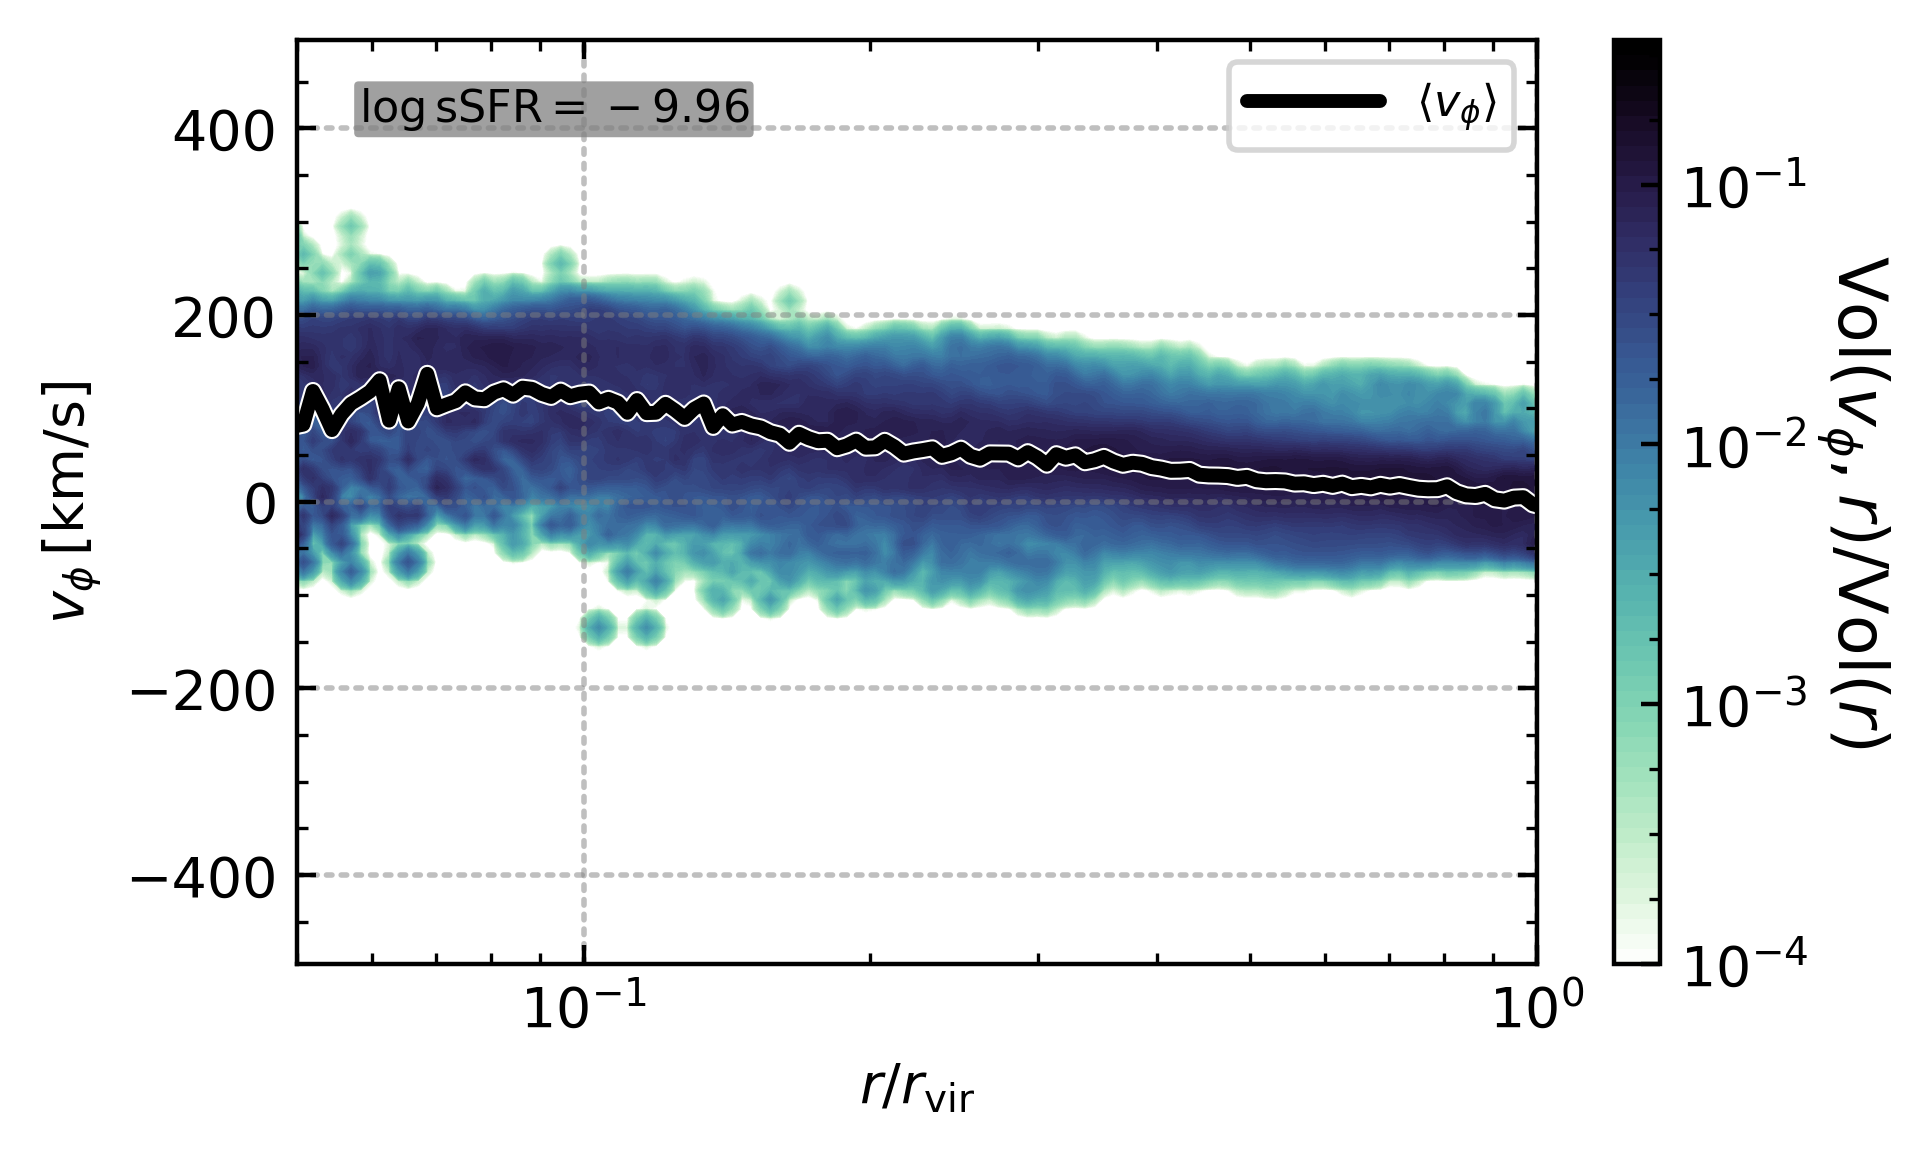 log sSFR = − 9.96
⟨v_ϕ⟩
400
200
0
−200
−400
v_ϕ [km/s]
10^{−1}
10^{0}
r/r_vir
10^{−1}
10^{−2}
10^{−3}
10^{−4}
Vol(v_ϕ, r)/Vol(r)